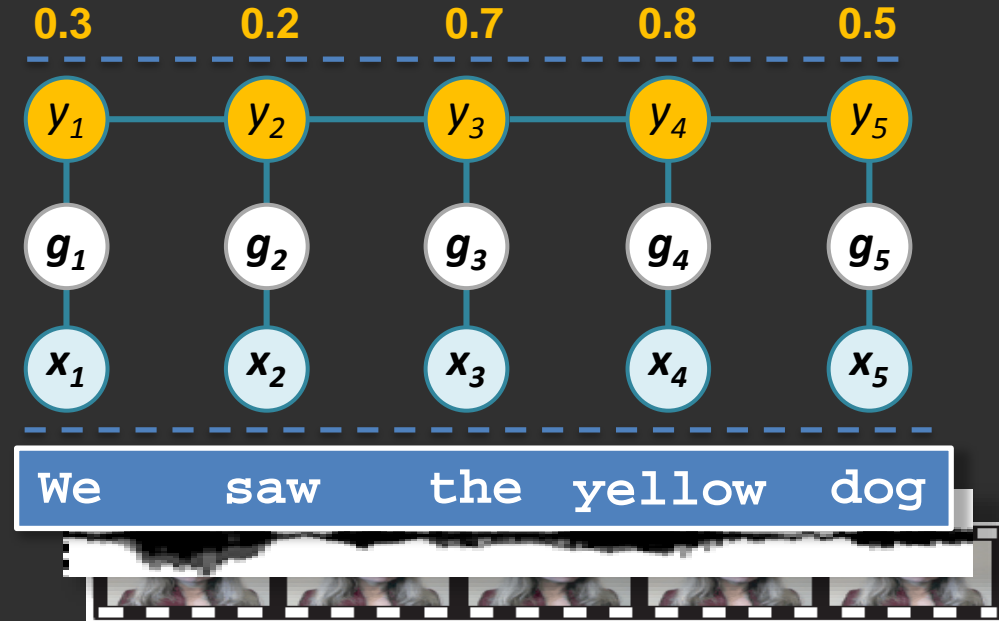 0.3 0.2 0.7 0.8 0.5
y₁ y₂ y₃ y₄ y₅
g₁ g₂ g₃ g₄ g₅
x₁ x₂ x₃ x₄ x₅
We saw the yellow dog